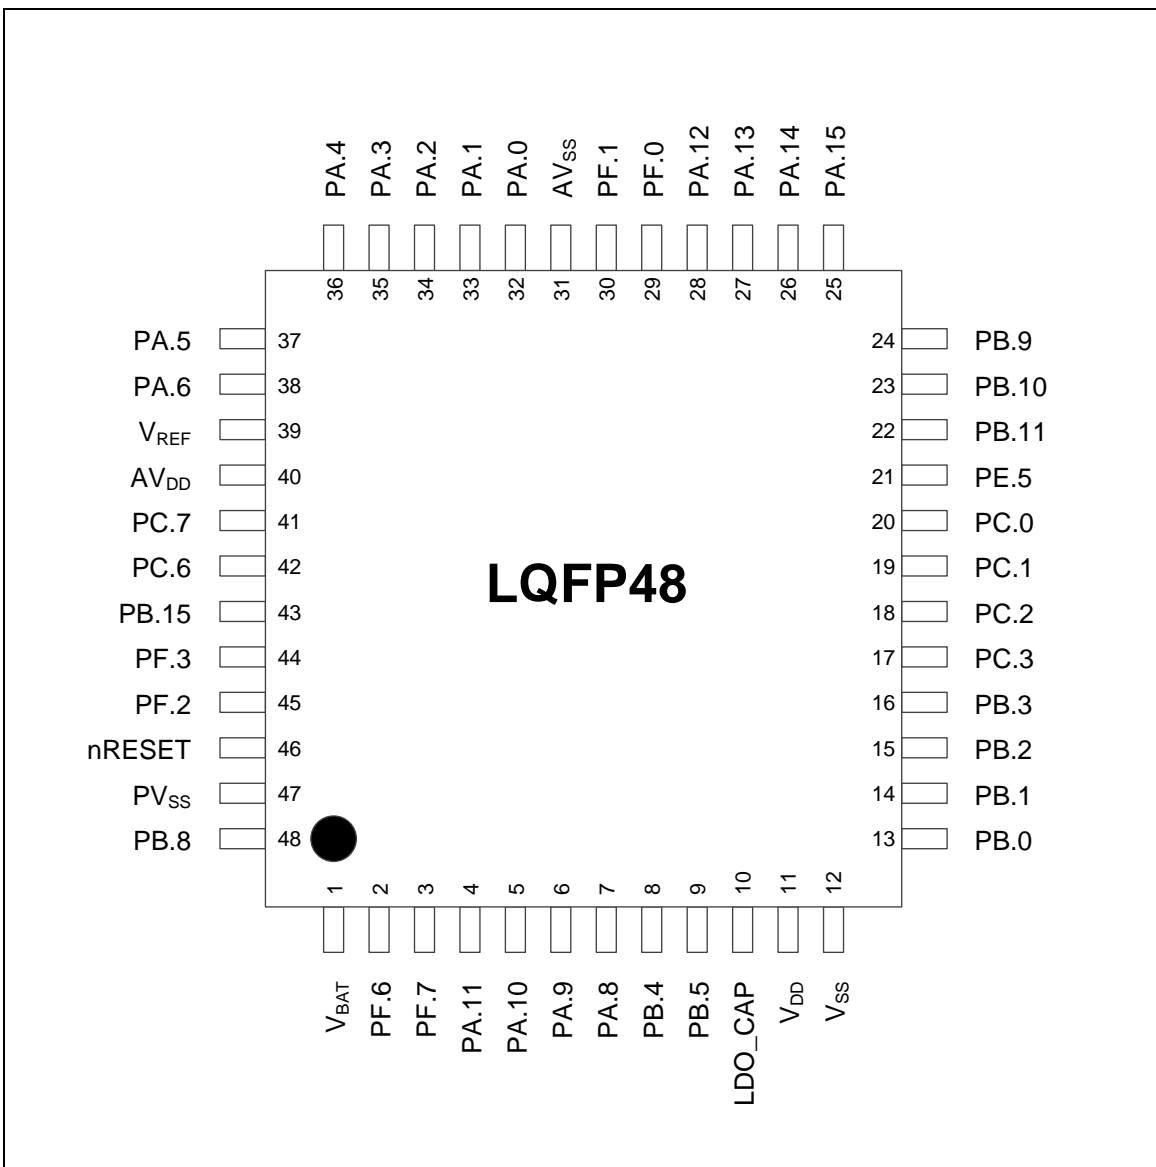 PA.4 PA.3 PA.2 PA.1 PA.0 AVSS PF.1 PF.0 PA.12 PA.13 PA.14 PA.15
36 35 34 33 32 31 30 29 28 27 26 25
PA.5 37 24 PB.9
PA.6 38 23 PB.10
VREF 39 22 PB.11
AVDD 40 21 PE.5
PC.7 41 20 PC.0
PC.6 42 19 PC.1
LQFP48
PB.15 43 18 PC.2
PF.3 44 17 PC.3
PF.2 45 16 PB.3
nRESET 46 15 PB.2
PVSS 47 14 PB.1
PB.8 48 13 PB.0
1 2 3 4 5 6 7 8 9 10 11 12
VBAT PF.6 PF.7 PA.11 PA.10 PA.9 PA.8 PB.4 PB.5 LDO_CAP VDD VSS